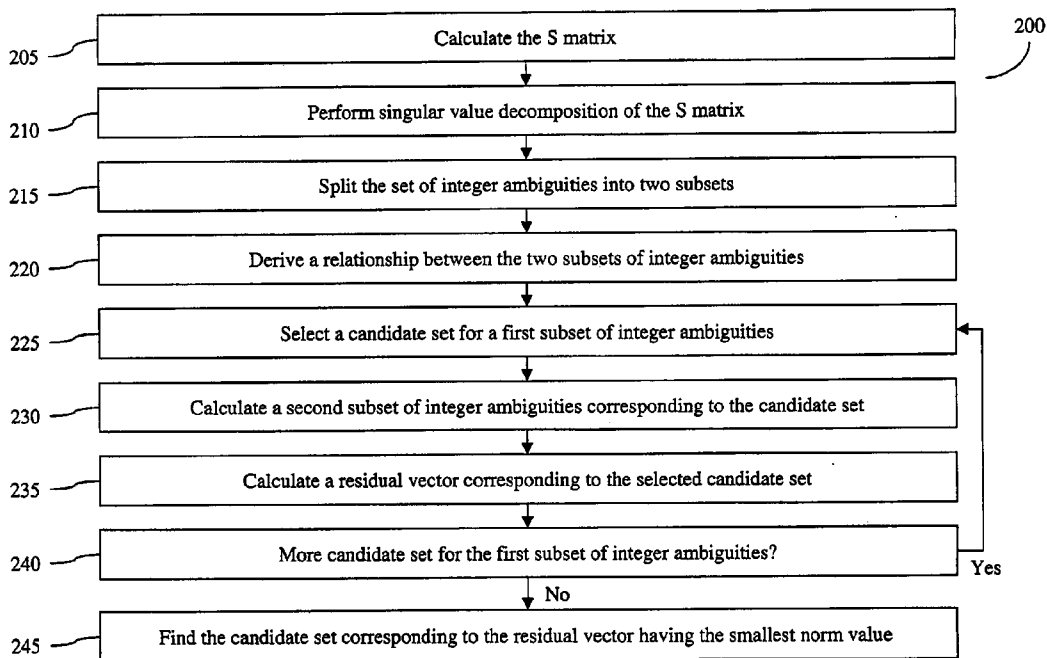 200
205
Calculate the S matrix
210
Perform singular value decomposition of the S matrix
215
Split the set of integer ambiguities into two subsets
220
Derive a relationship between the two subsets of integer ambiguities
225
Select a candidate set for a first subset of integer ambiguities
230
Calculate a second subset of integer ambiguities corresponding to the candidate set
235
Calculate a residual vector corresponding to the selected candidate set
240
More candidate set for the first subset of integer ambiguities?
Yes
No
245
Find the candidate set corresponding to the residual vector having the smallest norm value